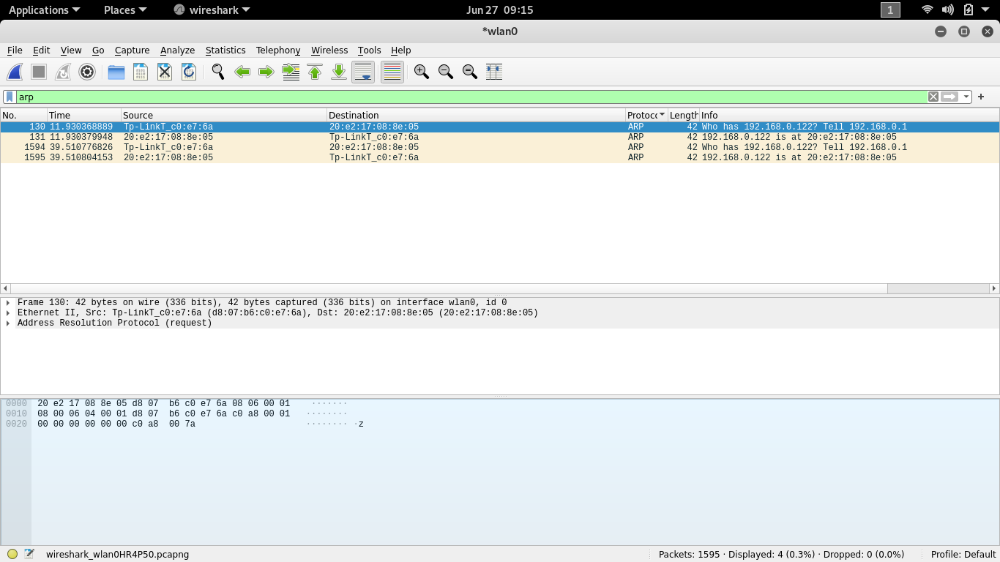 Applications Places wireshark Jun 27 09:15 1
*wlan0
File Edit View Go Capture Analyze Statistics Telephony Wireless Tools Help
arp
No. Time Source Destination Protoc Length Info
130 11.930368889 Tp-LinkT_c0:e7:6a 20:e2:17:08:8e:05 ARP 42 Who has 192.168.0.122? Tell 192.168.0.1
131 11.930379948 20:e2:17:08:8e:05 Tp-LinkT_c0:e7:6a ARP 42 192.168.0.122 is at 20:e2:17:08:8e:05
1594 39.510776826 Tp-LinkT_c0:e7:6a 20:e2:17:08:8e:05 ARP 42 Who has 192.168.0.122? Tell 192.168.0.1
1595 39.510804153 20:e2:17:08:8e:05 Tp-LinkT_c0:e7:6a ARP 42 192.168.0.122 is at 20:e2:17:08:8e:05
Frame 130: 42 bytes on wire (336 bits), 42 bytes captured (336 bits) on interface wlan0, id 0
Ethernet II, Src: Tp-LinkT_c0:e7:6a (d8:07:b6:c0:e7:6a), Dst: 20:e2:17:08:8e:05 (20:e2:17:08:8e:05)
Address Resolution Protocol (request)
0000 20 e2 17 08 8e 05 d8 07 b6 c0 e7 6a 08 06 00 01 ·······
0010 08 00 06 04 00 01 d8 07 b6 c0 e7 6a c0 a8 00 01 ········
0020 00 00 00 00 00 00 c0 a8 00 7a ········ ·z
wireshark_wlan0HR4P50.pcapng Packets: 1595 · Displayed: 4 (0.3%) · Dropped: 0 (0.0%) Profile: Default